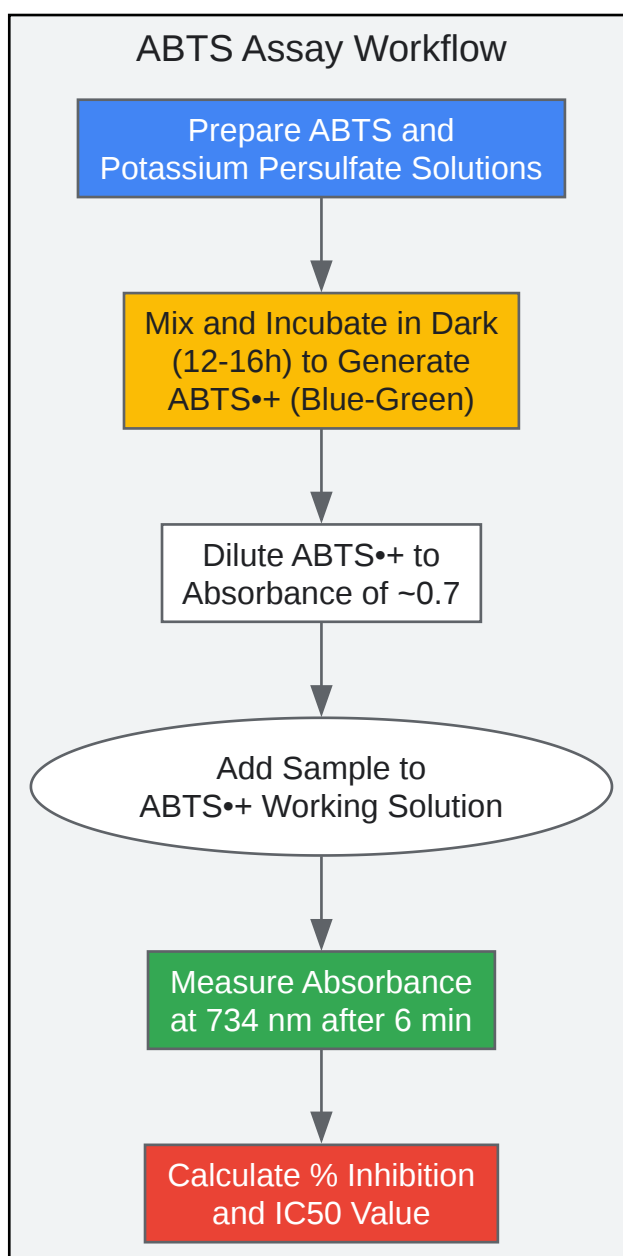 ABTS Assay Workflow
Prepare ABTS and
Potassium Persulfate Solutions
Mix and Incubate in Dark
(12-16h) to Generate
ABTS•+ (Blue-Green)
Dilute ABTS•+ to
Absorbance of ~0.7
Add Sample to
ABTS•+ Working Solution
Measure Absorbance
at 734 nm after 6 min
Calculate % Inhibition
and IC50 Value